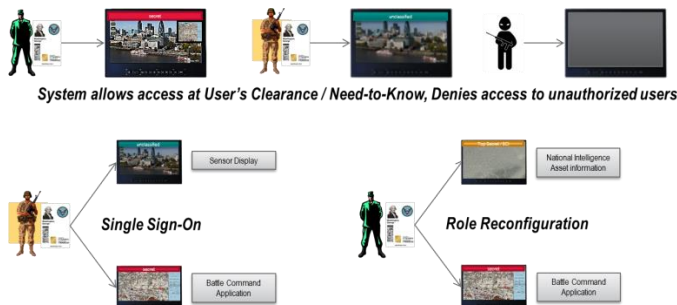 secret
unclassified
System allows access at User's Clearance / Need-to-Know, Denies access to unauthorized users
unclassified
Sensor Display
Single Sign-On
secret
Battle Command
Application
National Intelligence
Asset information
Role Reconfiguration
secret
Battle Command
Application